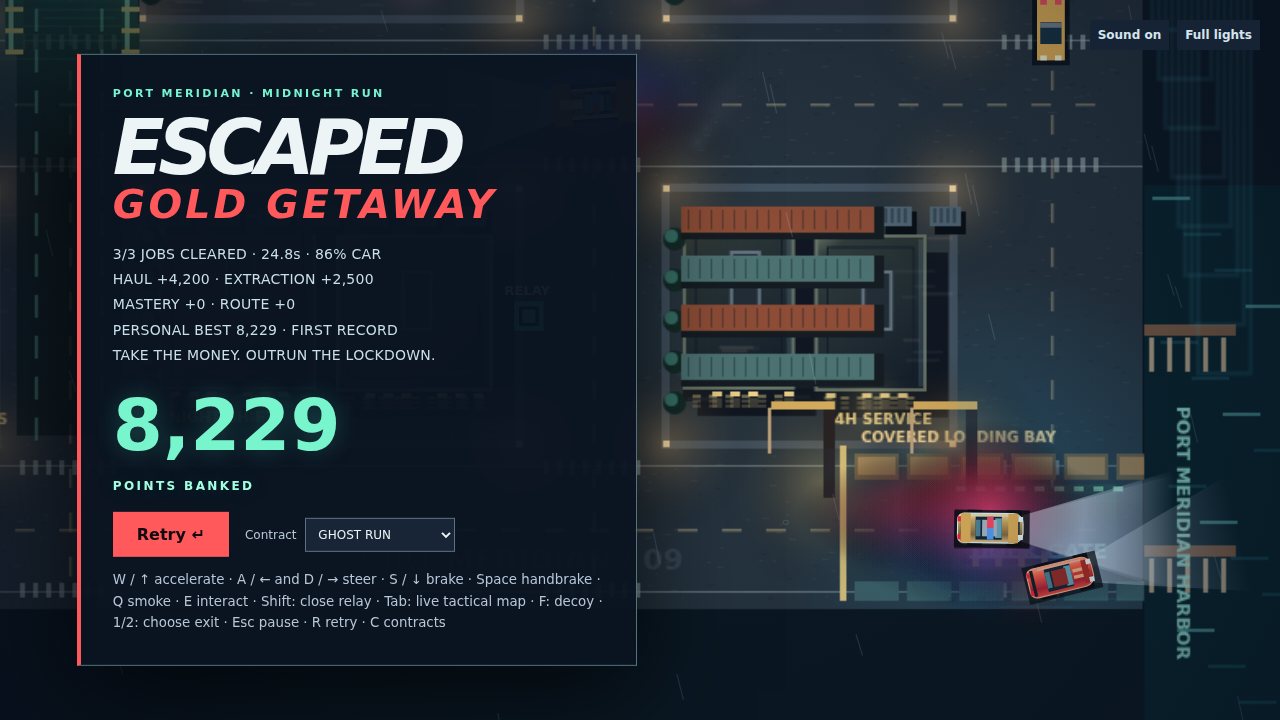 Sound on
Full lights
PORT MERIDIAN · MIDNIGHT RUN
ESCAPED
GOLD GETAWAY
3/3 JOBS CLEARED · 24.8s · 86% CAR
HAUL +4,200 · EXTRACTION +2,500
MASTERY +0 · ROUTE +0
RELAY
PERSONAL BEST 8,229 · FIRST RECORD
TAKE THE MONEY. OUTRUN THE LOCKDOWN.
8,229
POINTS BANKED
Retry ↵
Contract
GHOST RUN
W / ↑ accelerate · A / ← and D / → steer · S / ↓ brake · Space handbrake ·
Q smoke · E interact · Shift: close relay · Tab: live tactical map · F: decoy ·
1/2: choose exit · Esc pause · R retry · C contracts
4H SERVICE
COVERED LO DING BAY
09
PORT MERIDIAN HARBOR